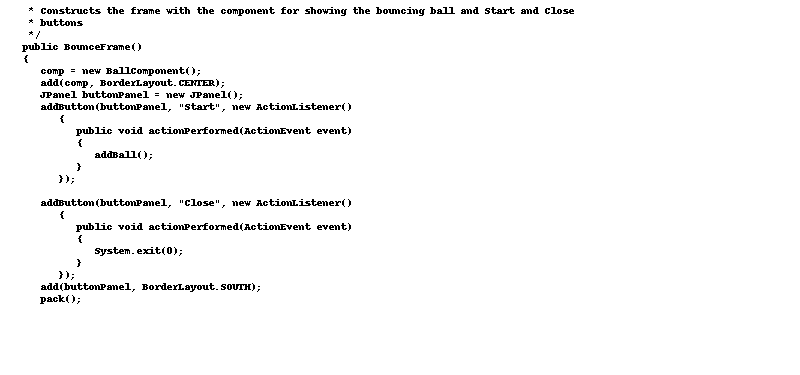 * Constructs the frame with the component for showing the bouncing ball and Start and Close
* buttons
*/
public BounceFrame()
{
comp = new BallComponent();
add(comp, BorderLayout.CENTER);
JPanel buttonPanel = new JPanel();
addButton(buttonPanel, "Start", new ActionListener()
{
public void actionPerformed(ActionEvent event)
{
addBall();
}
});
addButton(buttonPanel, "Close", new ActionListener()
{
public void actionPerformed(ActionEvent event)
{
System.exit(0);
}
});
add(buttonPanel, BorderLayout.SOUTH);
pack();